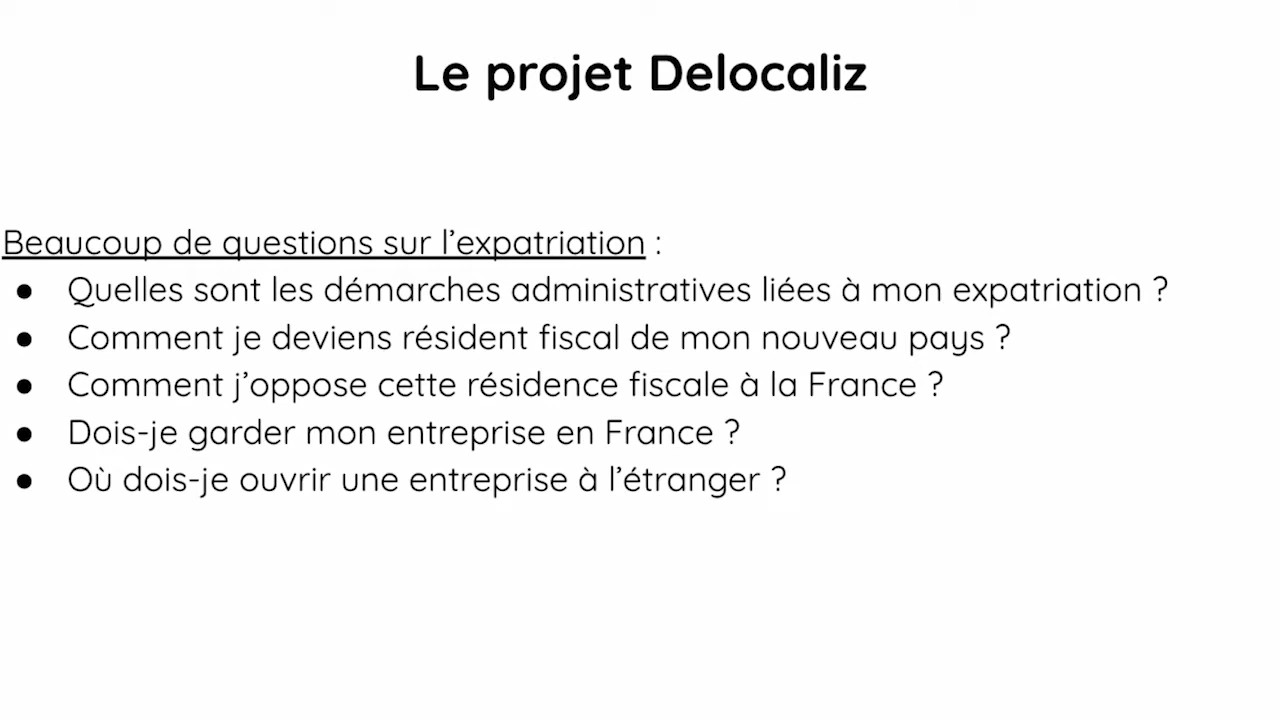 Le projet Delocaliz
Beaucoup de questions sur l'expatriation :
● Quelles sont les démarches administratives liées à mon expatriation ?
● Comment je deviens résident fiscal de mon nouveau pays ?
● Comment j'oppose cette résidence fiscale à la France ?
● Dois-je garder mon entreprise en France ?
● Où dois-je ouvrir une entreprise à l'étranger ?